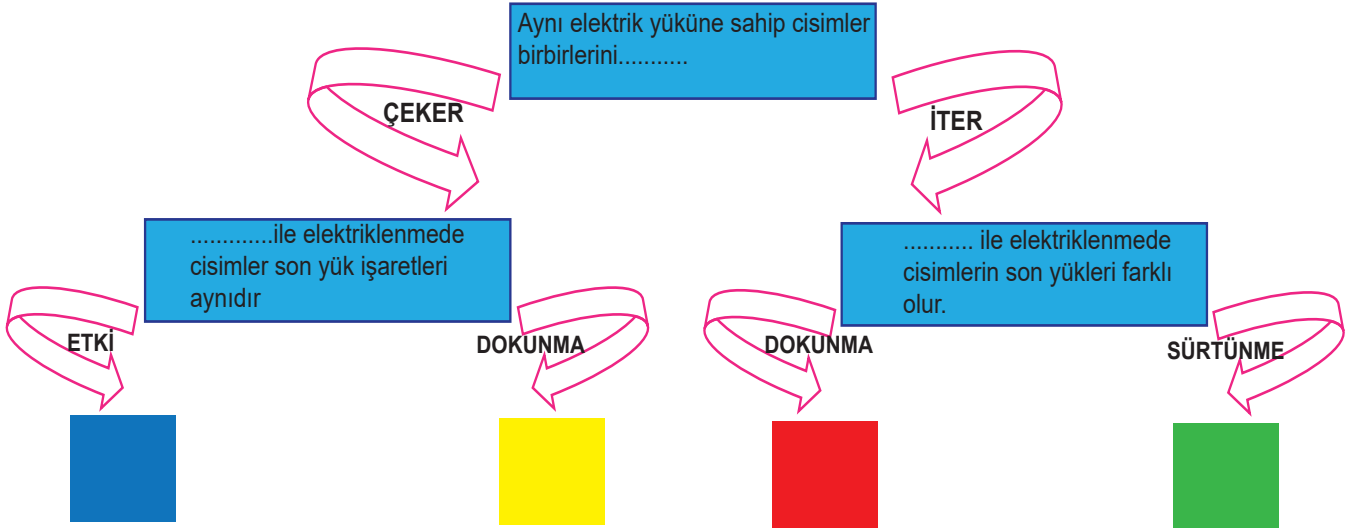 Aynı elektrik yüküne sahip cisimler
birbirlerini...........
ÇEKER
İTER
.............ile elektriklenmede
cisimler son yük işaretleri
aynıdır
........... ile elektriklenmede
cisimlerin son yükleri farklı
olur.
ETKİ
DOKUNMA
DOKUNMA
SÜRTÜNME